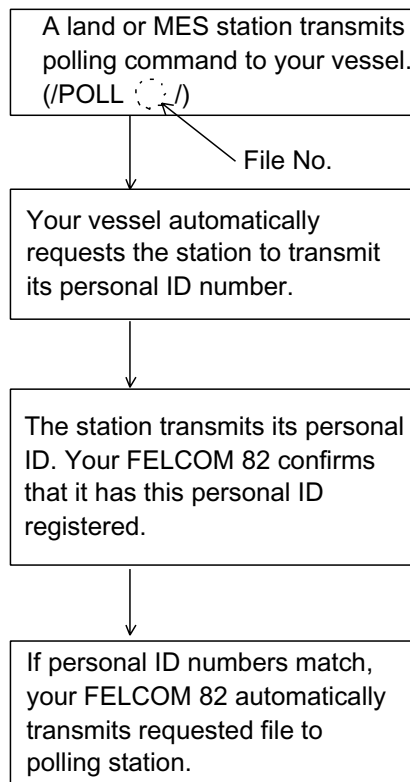 A land or MES station transmits
polling command to your vessel.
(/POLL /)
File No.
Your vessel automatically
requests the station to transmit
its personal ID number.
The station transmits its personal
ID. Your FELCOM 82 confirms
that it has this personal ID
registered.
If personal ID numbers match,
your FELCOM 82 automatically
transmits requested file to
polling station.